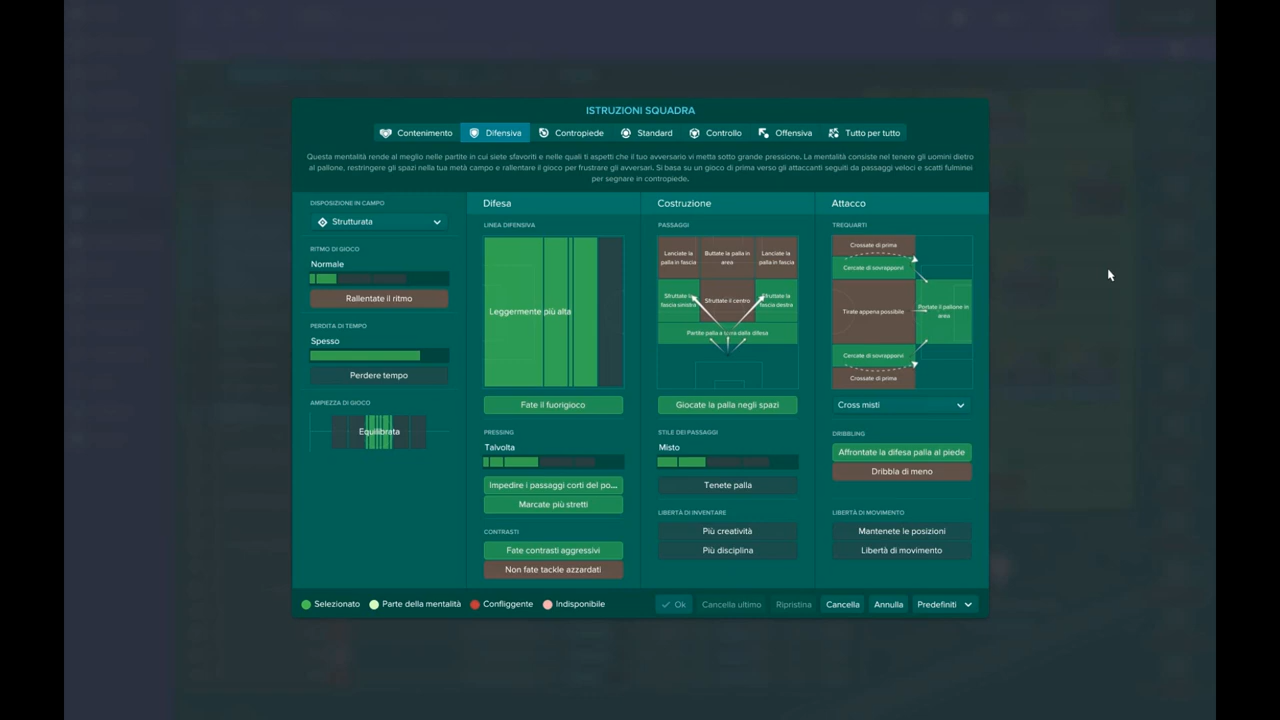 ISTRUZIONI SQUADRA
Contenimento
Difensiva
Contropiede
Standard
Controllo
Offensiva
Tutto per tutto
Questa mentalità rende al meglio nelle partite in cui siete sfavoriti e nelle quali ti aspetti che il tuo avversario vi metta sotto grande pressione. La mentalità consiste nel tenere gli uomini dietro
al pallone, restringere gli spazi nella tua metà campo e rallentare il gioco per frustrare gli avversari. Si basa su un gioco di prima verso gli attaccanti seguiti da passaggi veloci e scatti fulminei
per segnare in contropiede.
DISPOSIZIONE IN CAMPO
Strutturata
RITMO DI GIOCO
Normale
Rallentate il ritmo
PERDITA DI TEMPO
Spesso
Perdere tempo
AMPIEZZA DI GIOCO
Equilibrata
Difesa
LINEA DIFENSIVA
Leggermente più alta
Fate il fuorigioco
PRESSING
Talvolta
Impedire i passaggi corti del po...
Marcate più stretti
CONTRASTI
Fate contrasti aggressivi
Non fate tackle azzardati
Costruzione
PASSAGGI
Lanciate la
palla in fascia
Buttate la palla in
area
Lanciate la
palla in fascia
Sfruttate la
fascia sinistra
Sfruttate il centro
Sfruttate la
fascia destra
Partite palla a terra dalla difesa
Giocate la palla negli spazi
STILE DEI PASSAGGI
Misto
Tenete palla
LIBERTÀ DI INVENTARE
Più creatività
Più disciplina
Attacco
TREQUARTI
Crossate di prima
Cercate di sovrapporvi
Tirate appena possibile
Portate il pallone in
area
Cercate di sovrapporvi
Crossate di prima
Cross misti
DRIBBLING
Affrontate la difesa palla al piede
Dribbla di meno
LIBERTÀ DI MOVIMENTO
Mantenete le posizioni
Libertà di movimento
Selezionato
Parte della mentalità
Confliggente
Indisponibile
Ok
Cancella ultimo
Ripristina
Cancella
Annulla
Predefiniti